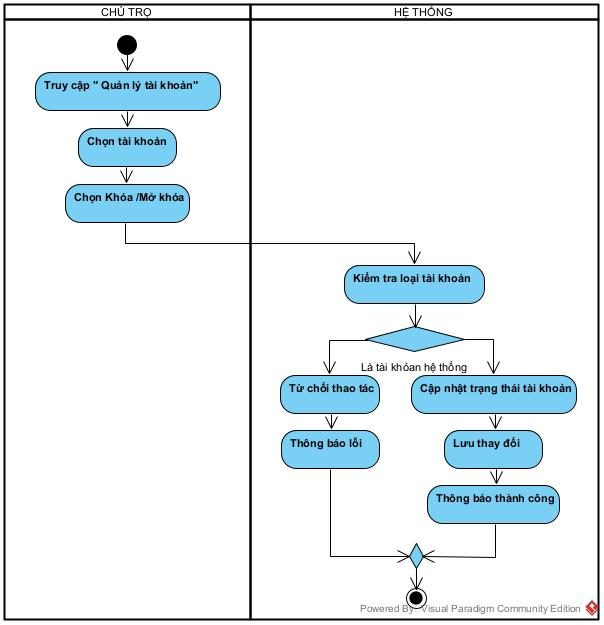 CHỦ TRỌ
HỆ THỐNG
Truy cập " Quản lý tài khoản"
Chọn tài khoản
Chọn Khóa /Mở khóa
Kiểm tra loại tài khoản
Là tài khỏan hệ thống
Từ chối thao tác
Cập nhật trạng thái tài khoản
Thông báo lỗi
Lưu thay đổi
Thông báo thành công
Powered By: Visual Paradigm Community Edition